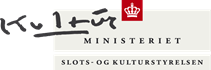 Kultur
MINISTERIET
SLOTS- OG KULTURSTYRELSEN